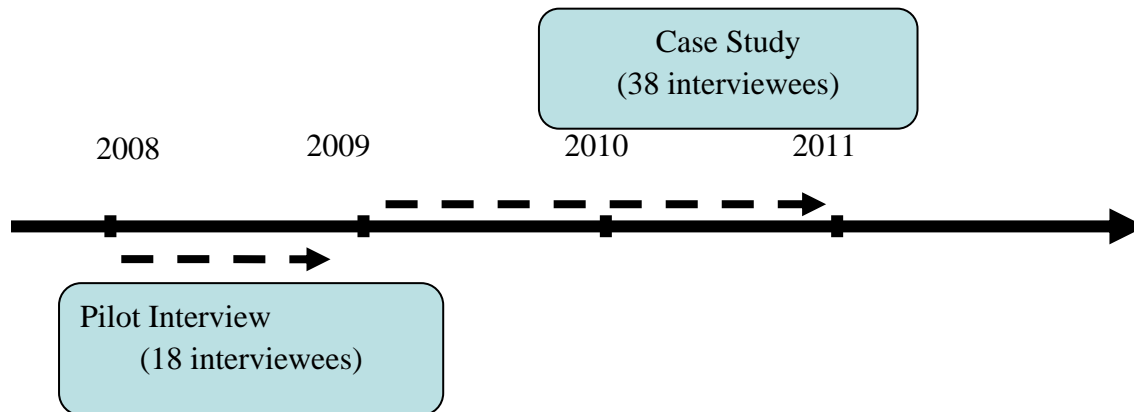 Case Study
(38 interviewees)
2008 2009 2010 2011
Pilot Interview
(18 interviewees)